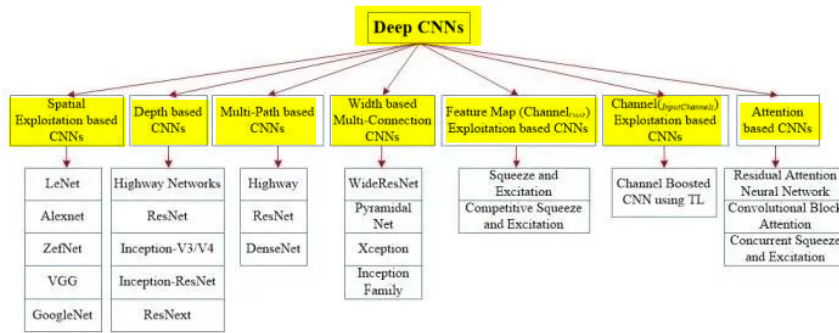 Deep CNNs
Spatial
Exploitation based
CNNs
Depth based
CNNs
Multi-Path based
CNNs
Width based
Multi-Connection
CNNs
Feature Map (ChannelFMap)
Exploitation based CNNs
Channel(InputChannels)
Exploitation based
CNNs
Attention
based CNNs
LeNet
Alexnet
ZefNet
VGG
GoogleNet
Highway Networks
ResNet
Inception-V3/V4
Inception-ResNet
ResNext
Highway
ResNet
DenseNet
WideResNet
Pyramidal
Net
Xception
Inception
Family
Squeeze and
Excitation
Competitive Squeeze
and Excitation
Channel Boosted
CNN using TL
Residual Attention
Neural Network
Convolutional Block
Attention
Concurrent Squeeze
and Excitation